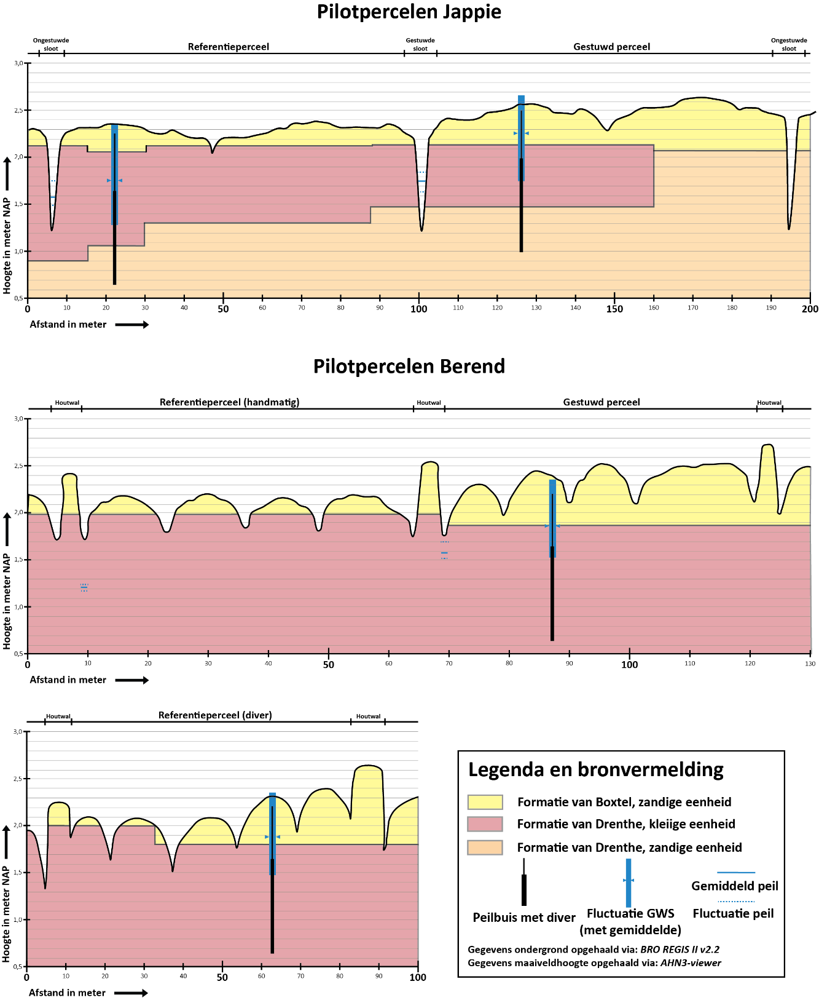 Pilotpercelen Jappie
Ongestuwde
sloot
Referentieperceel
Gestuwde
sloot
Gestuwd perceel
Ongestuwde
sloot
3,0
2,5
2,0
1,5
1,0
0,5
Hoogte in meter NAP
0 10 20 30 40 50 60 70 80 90 100 110 120 130 140 150 160 170 180 190 200
Afstand in meter
Pilotpercelen Berend
Houtwal
Referentieperceel (handmatig)
Houtwal
Gestuwd perceel
Houtwal
3,0
2,5
2,0
1,5
1,0
0,5
Hoogte in meter NAP
0 10 20 30 40 50 60 70 80 90 100 110 120 130
Afstand in meter
Houtwal
Referentieperceel (diver)
Houtwal
3,0
2,5
2,0
1,5
1,0
0,5
Hoogte in meter NAP
0 10 20 30 40 50 60 70 80 90 100
Afstand in meter
Legenda en bronvermelding
Formatie van Boxtel, zandige eenheid
Formatie van Drenthe, kleiige eenheid
Formatie van Drenthe, zandige eenheid
Peilbuis met diver
Fluctuatie GWS
(met gemiddelde)
Gemiddeld peil
Fluctuatie peil
Gegevens ondergrond opgehaald via: BRO REGIS II v2.2
Gegevens maaiveldhoogte opgehaald via: AHN3-viewer